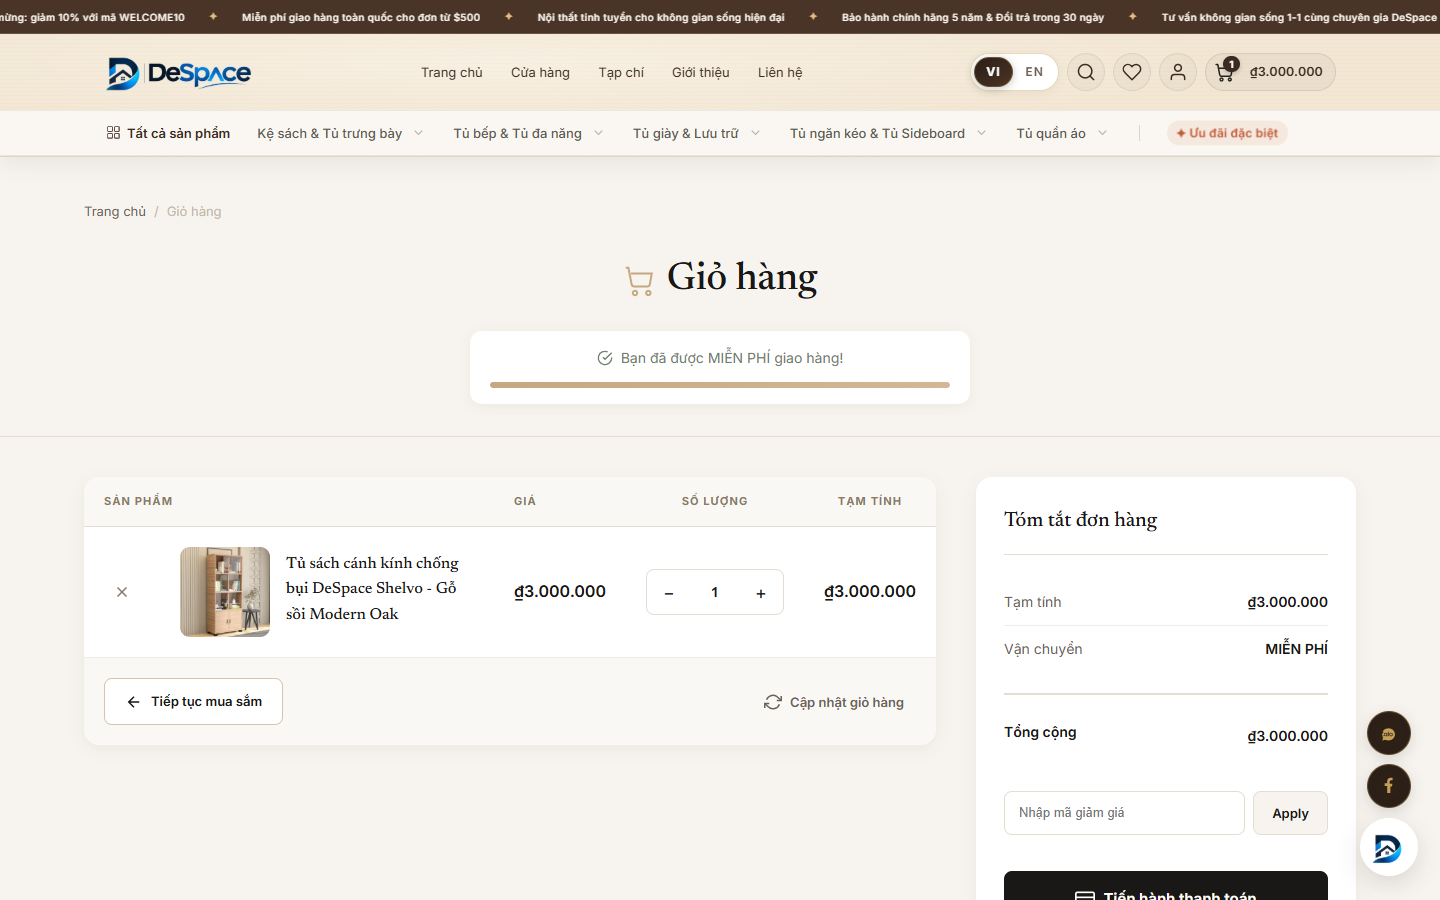 mừng: giảm 10% với mã WELCOME10 ✦ Miễn phí giao hàng toàn quốc cho đơn từ $500 ✦ Nội thất tinh tuyển cho không gian sống hiện đại ✦ Bảo hành chính hãng 5 năm & Đổi trả trong 30 ngày ✦ Tư vấn không gian sống 1-1 cùng chuyên gia DeSpace
DeSpace
Trang chủ Cửa hàng Tạp chí Giới thiệu Liên hệ
VI EN
1
₫3.000.000
Tất cả sản phẩm Kệ sách & Tủ trưng bày Tủ bếp & Tủ đa năng Tủ giày & Lưu trữ Tủ ngăn kéo & Tủ Sideboard Tủ quần áo ✦ Ưu đãi đặc biệt
Trang chủ / Giỏ hàng
Giỏ hàng
Bạn đã được MIỄN PHÍ giao hàng!
SẢN PHẨM GIÁ SỐ LƯỢNG TẠM TÍNH
Tủ sách cánh kính chống
bụi DeSpace Shelvo - Gỗ
sồi Modern Oak
₫3.000.000
− 1 +
₫3.000.000
Tiếp tục mua sắm
Cập nhật giỏ hàng
Tóm tắt đơn hàng
Tạm tính ₫3.000.000
Vận chuyển MIỄN PHÍ
Tổng cộng ₫3.000.000
Nhập mã giảm giá Apply
Tiến hành thanh toán